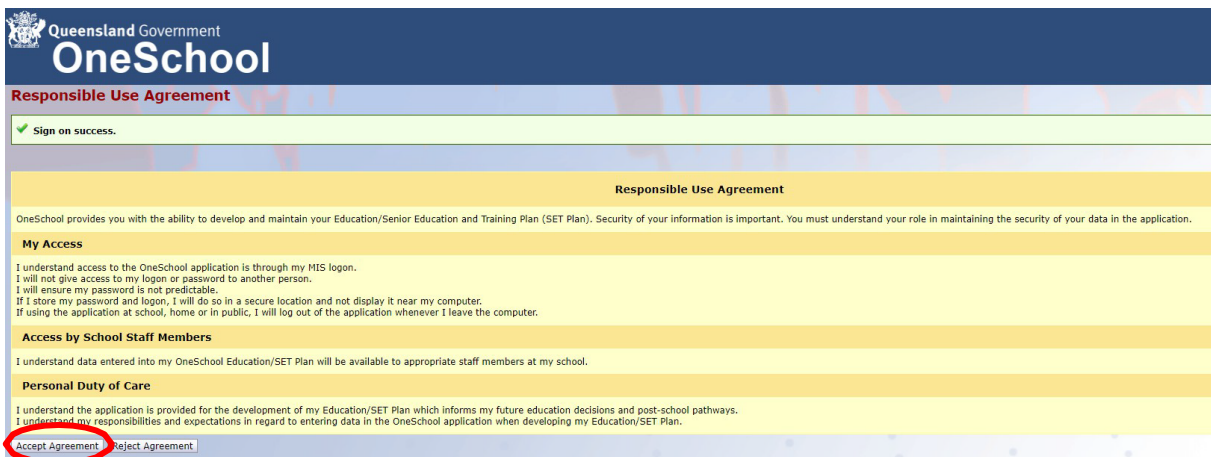 Queensland Government
OneSchool
Responsible Use Agreement
Sign on success.
Responsible Use Agreement
OneSchool provides you with the ability to develop and maintain your Education/Senior Education and Training Plan (SET Plan). Security of your information is important. You must understand your role in maintaining the security of your data in the application.
My Access
I understand access to the OneSchool application is through my MIS logon.
I will not give access to my logon or password to another person.
I will ensure my password is not predictable.
If I store my password and logon, I will do so in a secure location and not display it near my computer.
If using the application at school, home or in public, I will log out of the application whenever I leave the computer.
Access by School Staff Members
I understand data entered into my OneSchool Education/SET Plan will be available to appropriate staff members at my school.
Personal Duty of Care
I understand the application is provided for the development of my Education/SET Plan which informs my future education decisions and post-school pathways.
I understand my responsibilities and expectations in regard to entering data in the OneSchool application when developing my Education/SET Plan.
Accept Agreement Reject Agreement